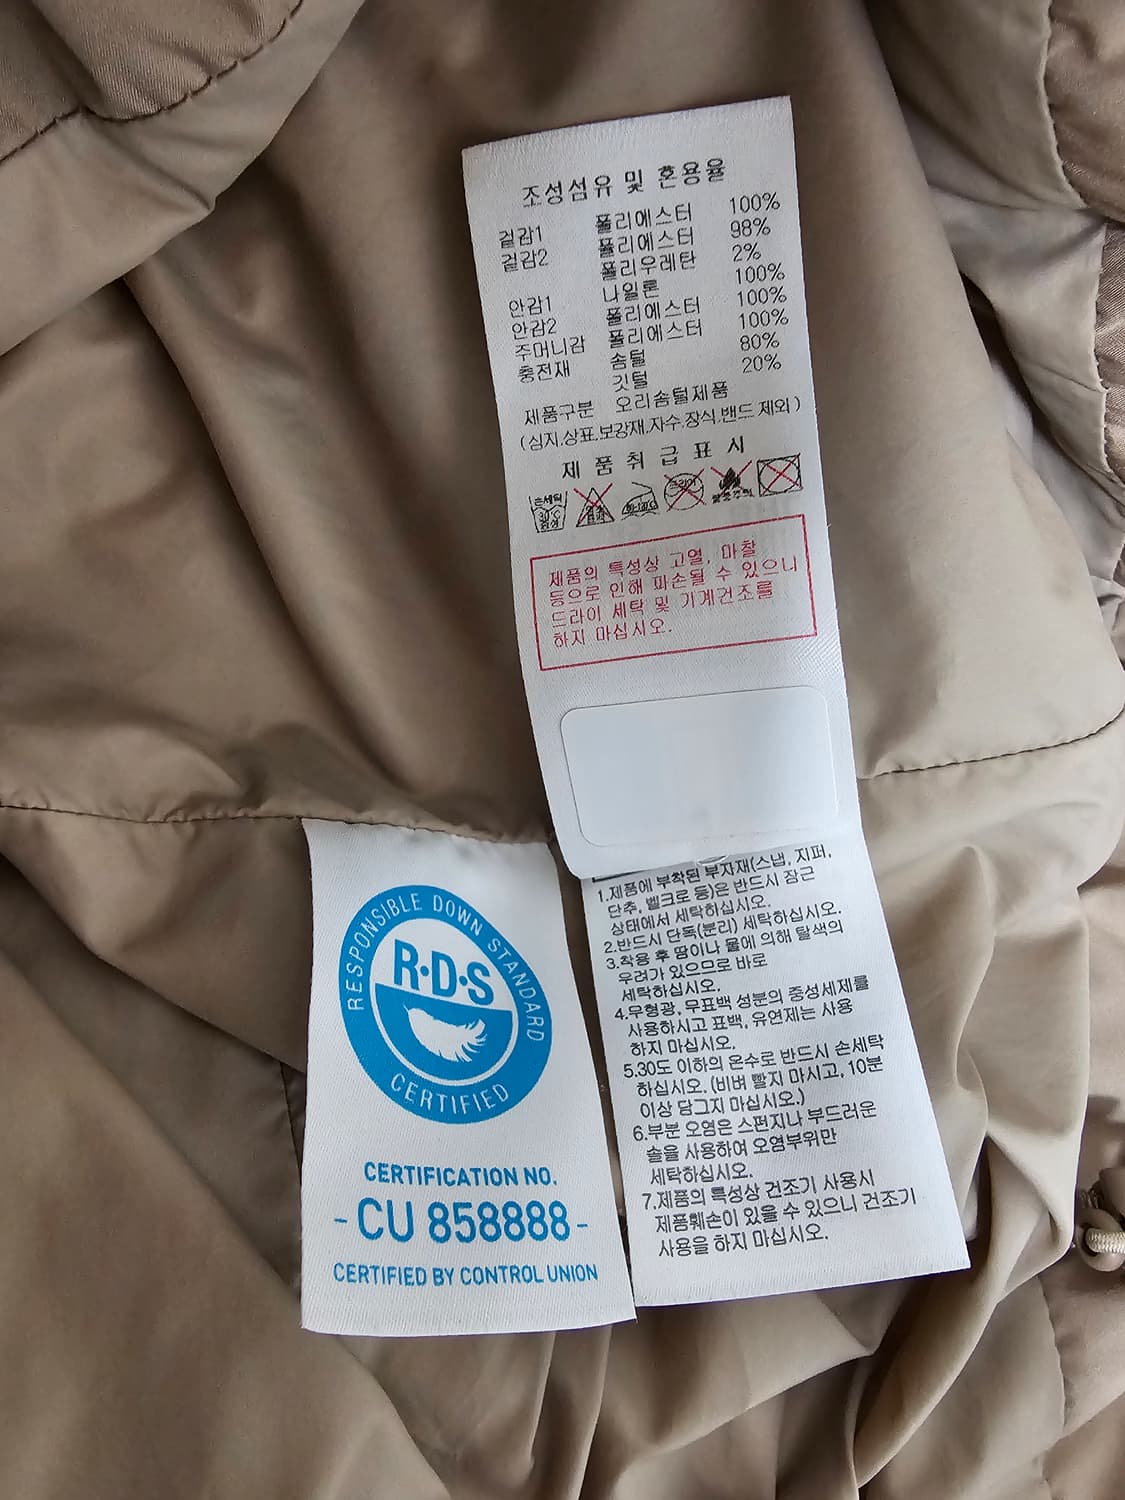 조성섬유 및 혼용율
겉감1 폴리에스터 100%
겉감2 폴리에스터 98%
폴리우레탄 2%
안감1 나일론 100%
안감2 폴리에스터 100%
주머니감 폴리에스터 100%
충전재 솜털 80%
깃털 20%
제품구분 오리솜털제품
(심지,상표,보강재,자수,장식,밴드 제외)
제 품 취 급 표 시
손세탁 30℃ 중성
드라이
제품의 특성상 고열, 마찰
등으로 인해 파손될 수 있으니
드라이 세탁 및 기계건조를
하지 마십시오.
1.제품에 부착된 부자재(스냅, 지퍼,
단추, 벨크로 등)은 반드시 잠근
상태에서 세탁하십시오.
2.반드시 단독(분리) 세탁하십시오.
3.착용 후 땀이나 물에 의해 탈색의
우려가 있으므로 바로
세탁하십시오.
4.무형광, 무표백 성분의 중성세제를
사용하시고 표백, 유연제는 사용
하지 마십시오.
5.30도 이하의 온수로 반드시 손세탁
하십시오.(비벼 빨지 마시고, 10분
이상 담그지 마십시오.)
6.부분 오염은 스펀지나 부드러운
솔을 사용하여 오염부위만
세탁하십시오.
7.제품의 특성상 건조기 사용시
제품훼손이 있을 수 있으니 건조기
사용을 하지 마십시오.
RESPONSIBLE DOWN STANDARD
R·D·S
CERTIFIED
CERTIFICATION NO.
- CU 858888 -
CERTIFIED BY CONTROL UNION